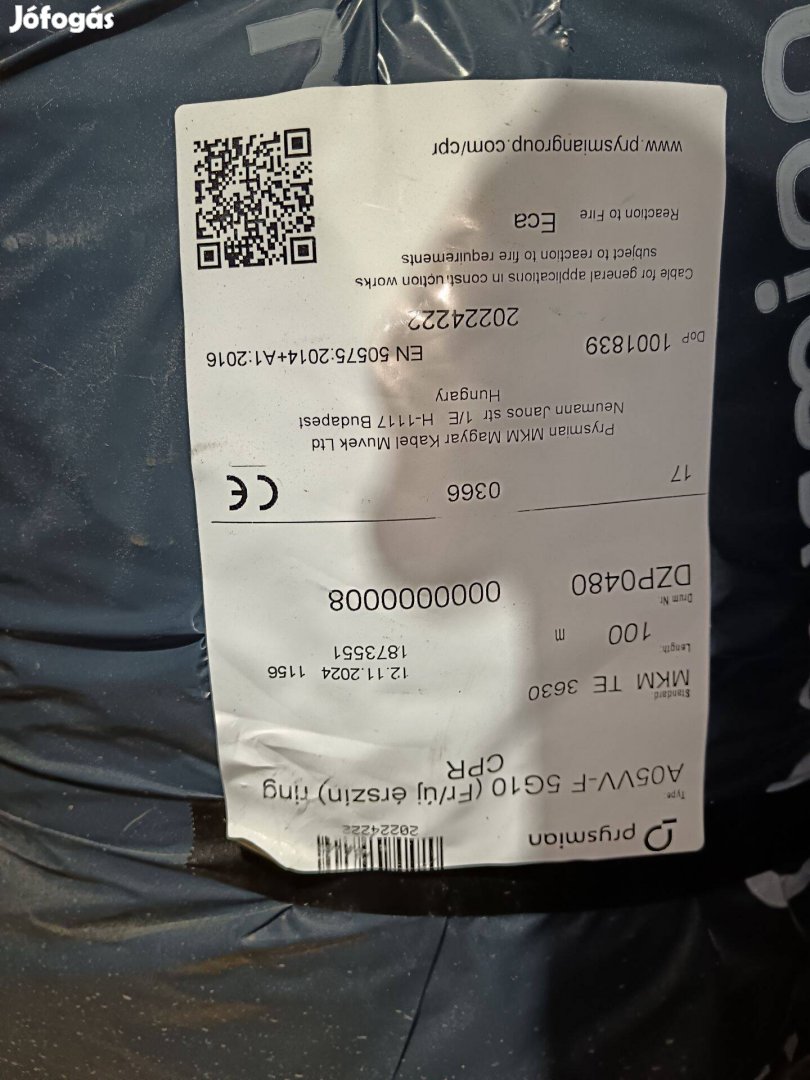 Jófogás
prysmian
20224222
Type
A05VV-F 5G10 (Fr/új érszín) ring
CPR
Standard
MKM TE 3630
12.11.2024 1156
1873551
Length:
100 m
Drum Nr
DZP0480
0000000008
17
0366
CE
Prysmian MKM Magyar Kabel Muvek Ltd
Neumann Janos str 1/E H-1117 Budapest
Hungary
DoP 1001839
EN 50575:2014+A1:2016
20224222
Cable for general applications in construction works
subject to reaction to fire requirements
Reaction to Fire Eca
www.prysmiangroup.com/cpr